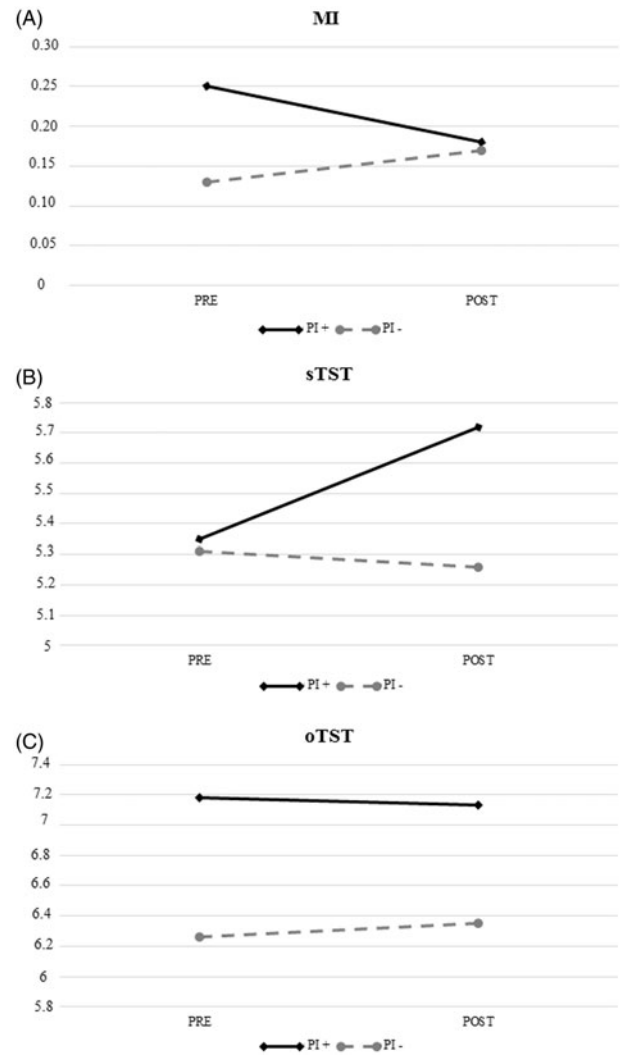 (A)
MI
0.30
0.25
0.20
0.15
0.10
0.05
0
PRE POST
PI + PI -
(B)
sTST
5.8
5.7
5.6
5.5
5.4
5.3
5.2
5.1
5
PRE POST
PI + PI -
(C)
oTST
7.4
7.2
7
6.8
6.6
6.4
6.2
6
5.8
PRE POST
PI + PI -